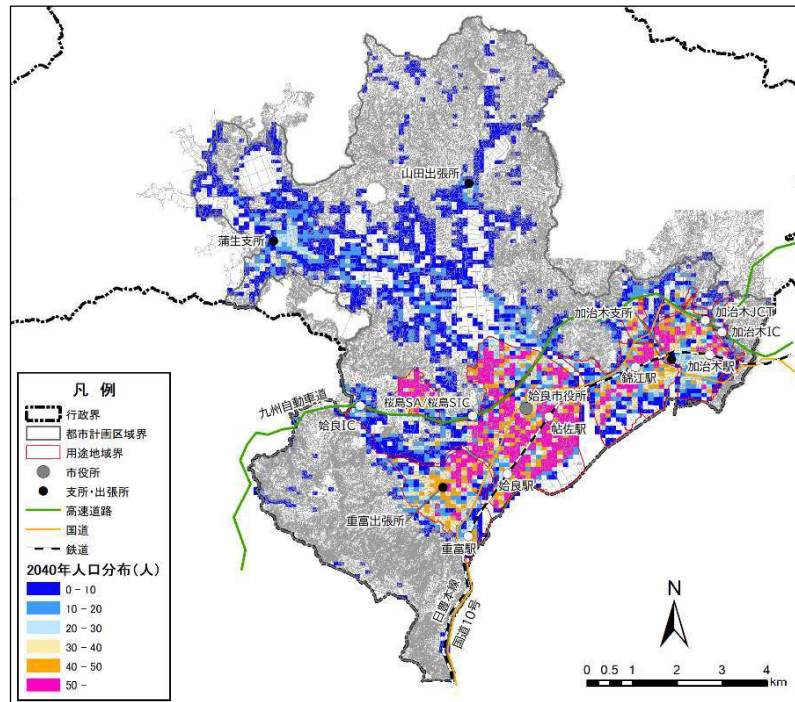 山田出張所
蒲生支所
加治木支所
加治木JCT
加治木IC
加治木駅
錦江駅
九州自動車道
桜島SA/桜島SIC
姶良市役所
姶良IC
帖佐駅
姶良駅
重富出張所
重富駅
日豊本線
国道10号
凡 例
行政界
都市計画区域界
用途地域界
市役所
支所・出張所
高速道路
国道
鉄道
2040年人口分布(人)
0 - 10
10 - 20
20 - 30
30 - 40
40 - 50
50 -
N
0 0.5 1 2 3 4
km